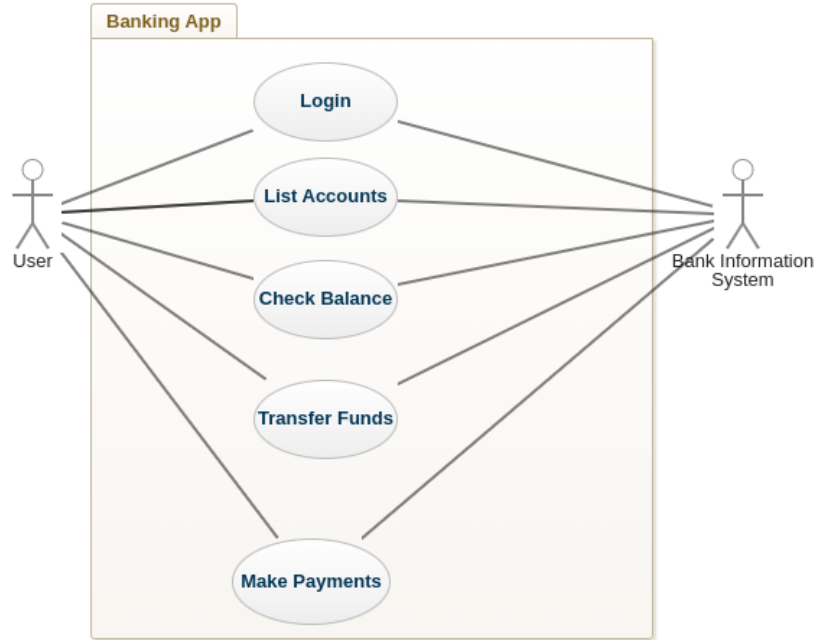 Banking App
Login
List Accounts
Check Balance
Transfer Funds
Make Payments
User
Bank Information
System